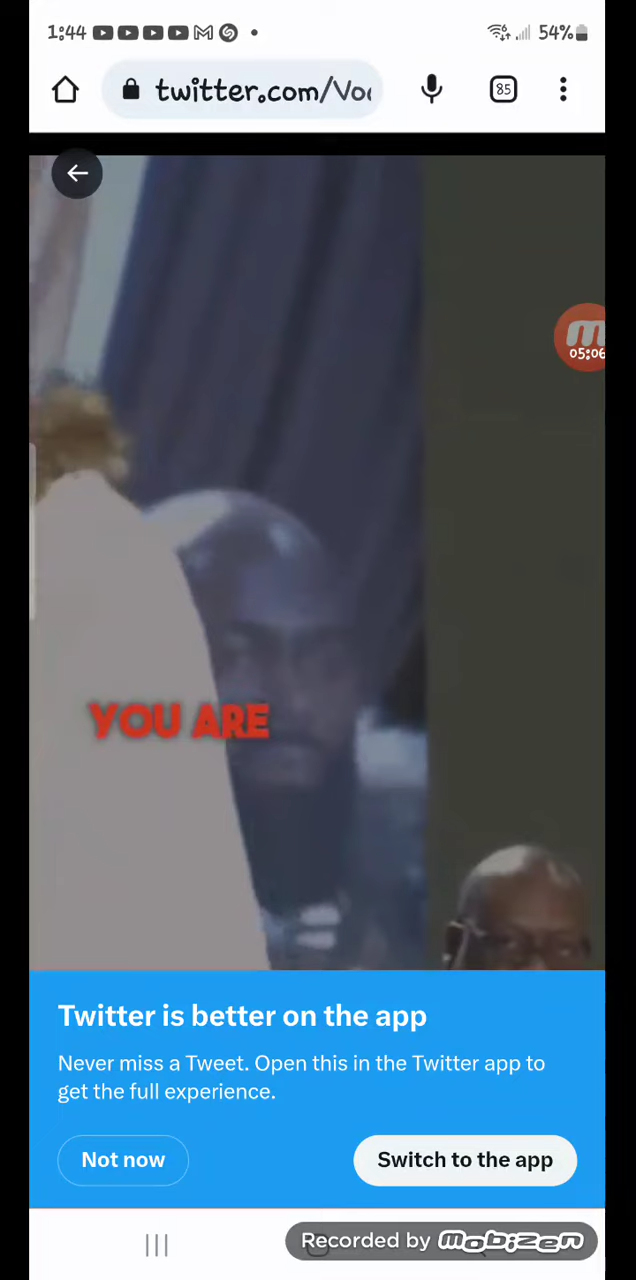 1:44
54%
twitter.com/Vo
85
05:06
YOU ARE
Twitter is better on the app
Never miss a Tweet. Open this in the Twitter app to
get the full experience.
Not now
Switch to the app
Recorded by mobizen